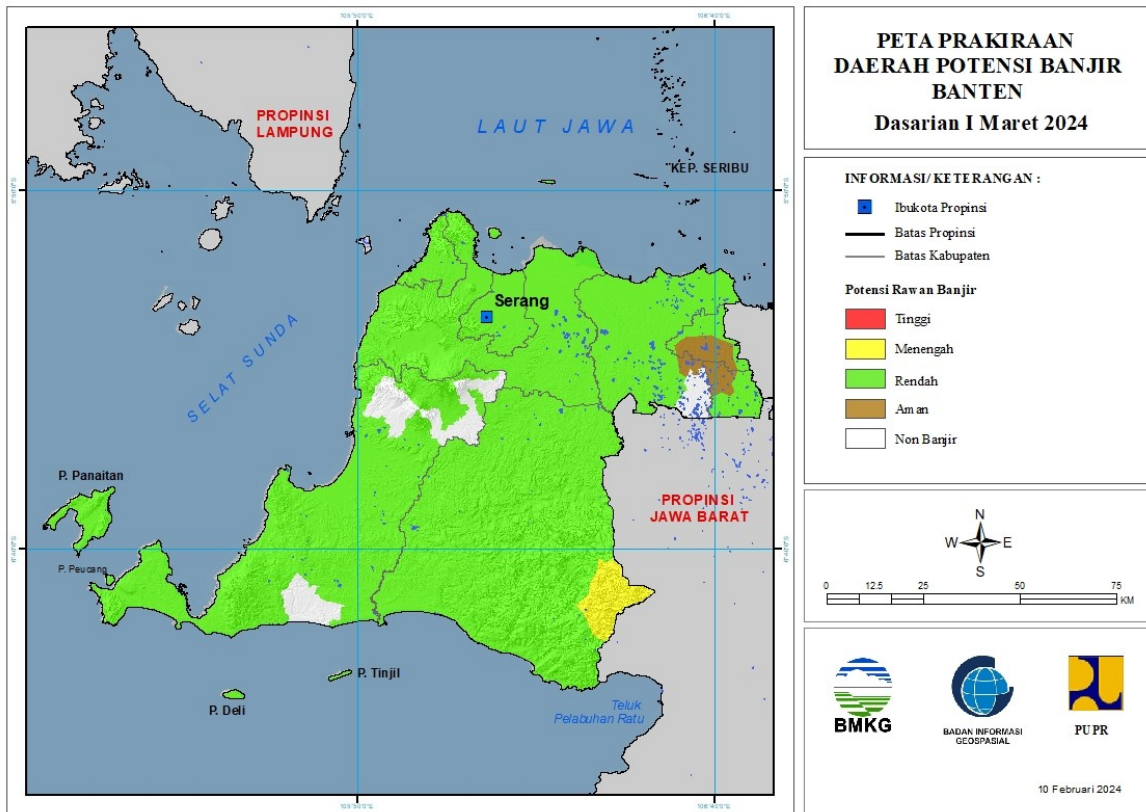 PETA PRAKIRAAN
DAERAH POTENSI BANJIR
BANTEN
Dasarian I Maret 2024
INFORMASI/ KETERANGAN :
Ibukota Propinsi
Batas Propinsi
Batas Kabupaten
Potensi Rawan Banjir
Tinggi
Menengah
Rendah
Aman
Non Banjir
N
W E
S
0 12.5 25 50 75
KM
BMKG
BADAN INFORMASI
GEOSPASIAL
PUPR
10 Februari 2024
PROPINSI
LAMPUNG
LAUT JAWA
KEP. SERIBU
Serang
SELAT SUNDA
P. Panaitan
PROPINSI
JAWA BARAT
P. Peucang
P. Tinjil
P. Deli
Teluk
Pelabuhan Ratu